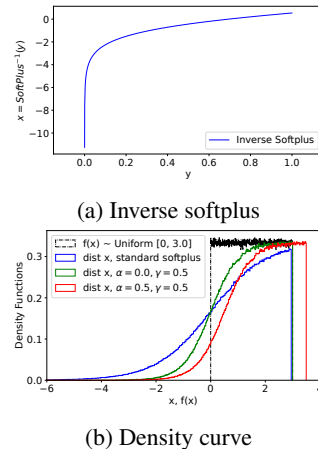 0
−2
−4
−6
−8
−10
x = SoftPlus⁻¹(y)
Inverse Softplus
0.0 0.2 0.4 0.6 0.8 1.0
y
(a) Inverse softplus
0.3
0.2
0.1
0.0
Density Functions
f(x) ~ Uniform [0, 3.0]
dist x, standard softplus
dist x, α = 0.0, γ = 0.5
dist x, α = 0.5, γ = 0.5
−6 −4 −2 0 2 4
x, f(x)
(b) Density curve